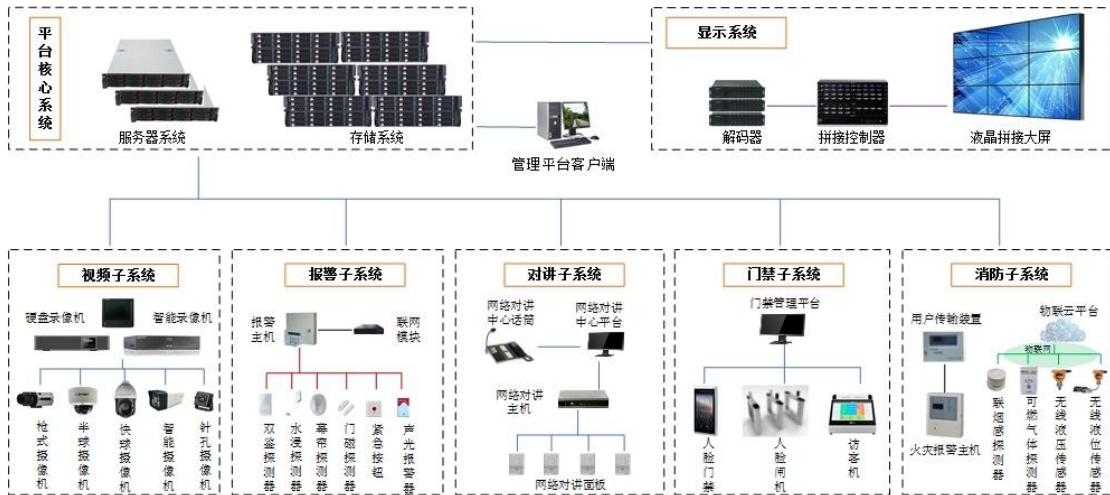 平台核心系统
服务器系统
存储系统
管理平台客户端
显示系统
解码器
拼接控制器
液晶拼接大屏
视频子系统
硬盘录像机
智能录像机
枪式摄像机
半球摄像机
快球摄像机
智能摄像机
针孔摄像机
报警子系统
报警
主机
联网
模块
双鉴探测器
水浸探测器
幕帘探测器
门磁探测器
紧急按钮
声光报警器
对讲子系统
网络对讲
中心话筒
网络对讲
中心平台
网络对讲
主机
网络对讲面板
门禁子系统
门禁管理平台
人脸门禁
人脸闸机
访客机
消防子系统
用户传输装置
火灾报警主机
物联云平台
物联网
联烟感探测器
可燃气体探测器
无线液压传感器
无线液位传感器